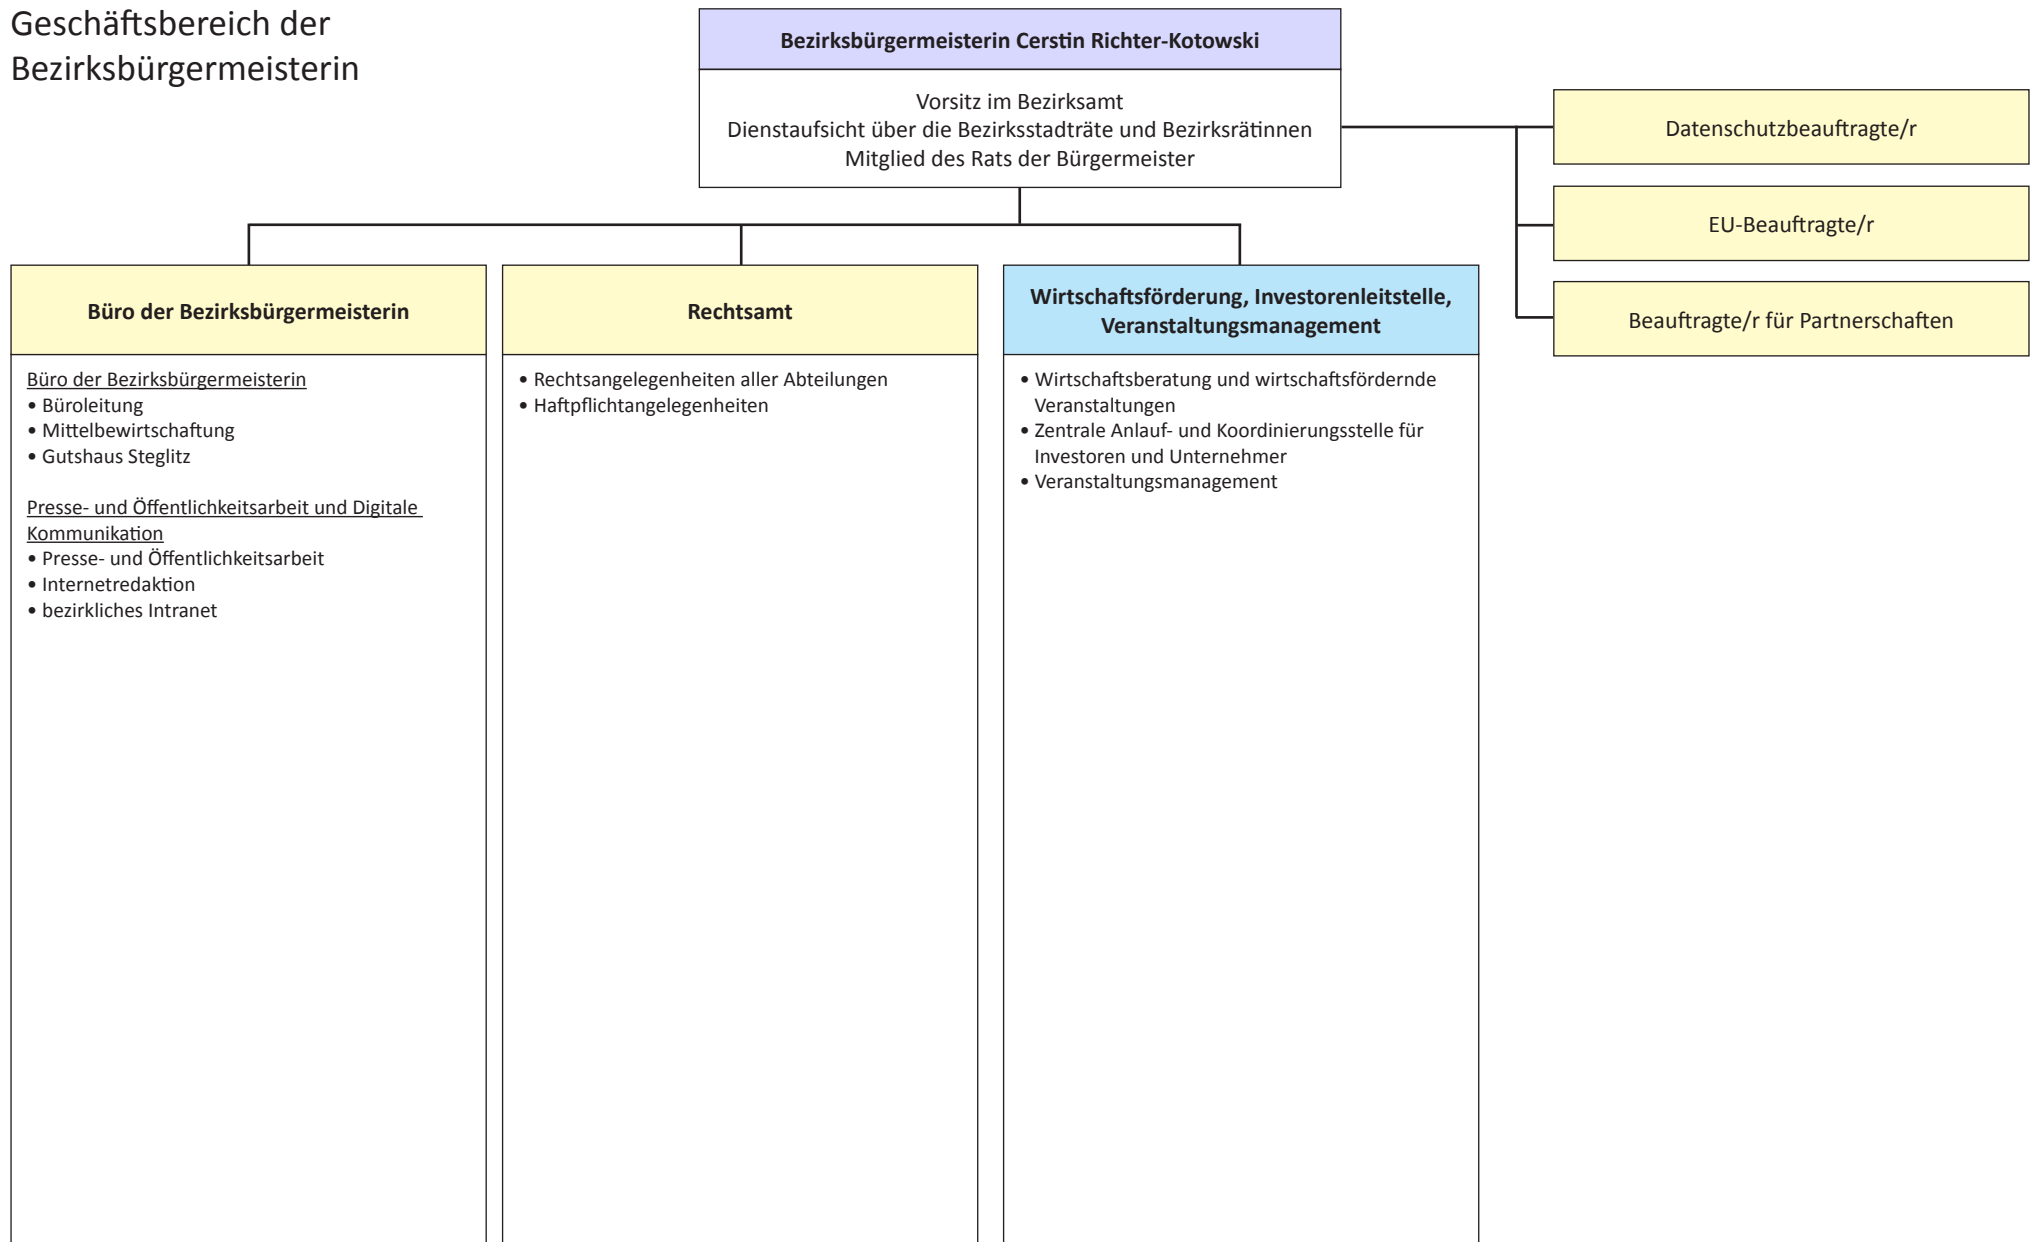 Geschäftsbereich der
Bezirksbürgermeisterin
Bezirksbürgermeisterin Cerstin Richter-Kotowski
Vorsitz im Bezirksamt
Dienstaufsicht über die Bezirksstadträte und Bezirksrätinnen
Mitglied des Rats der Bürgermeister
Datenschutzbeauftragte/r
EU-Beauftragte/r
Beauftragte/r für Partnerschaften
Büro der Bezirksbürgermeisterin
Büro der Bezirksbürgermeisterin
• Büroleitung
• Mittelbewirtschaftung
• Gutshaus Steglitz
Presse- und Öffentlichkeitsarbeit und Digitale
Kommunikation
• Presse- und Öffentlichkeitsarbeit
• Internetredaktion
• bezirkliches Intranet
Rechtsamt
• Rechtsangelegenheiten aller Abteilungen
• Haftpflichtangelegenheiten
Wirtschaftsförderung, Investorenleitstelle,
Veranstaltungsmanagement
• Wirtschaftsberatung und wirtschaftsfördernde
Veranstaltungen
• Zentrale Anlauf- und Koordinierungsstelle für
Investoren und Unternehmer
• Veranstaltungsmanagement